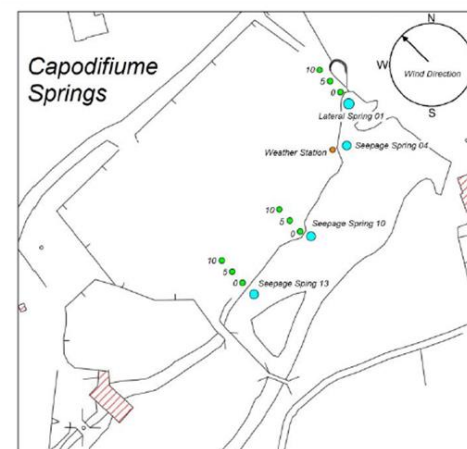 Capodifiume
Springs
N
W
Wind Direction
S
10
5
0
Lateral Spring 01
Weather Station
Seepage Spring 04
10
5
0
Seepage Spring 10
10
5
0
Seepage Sping 13